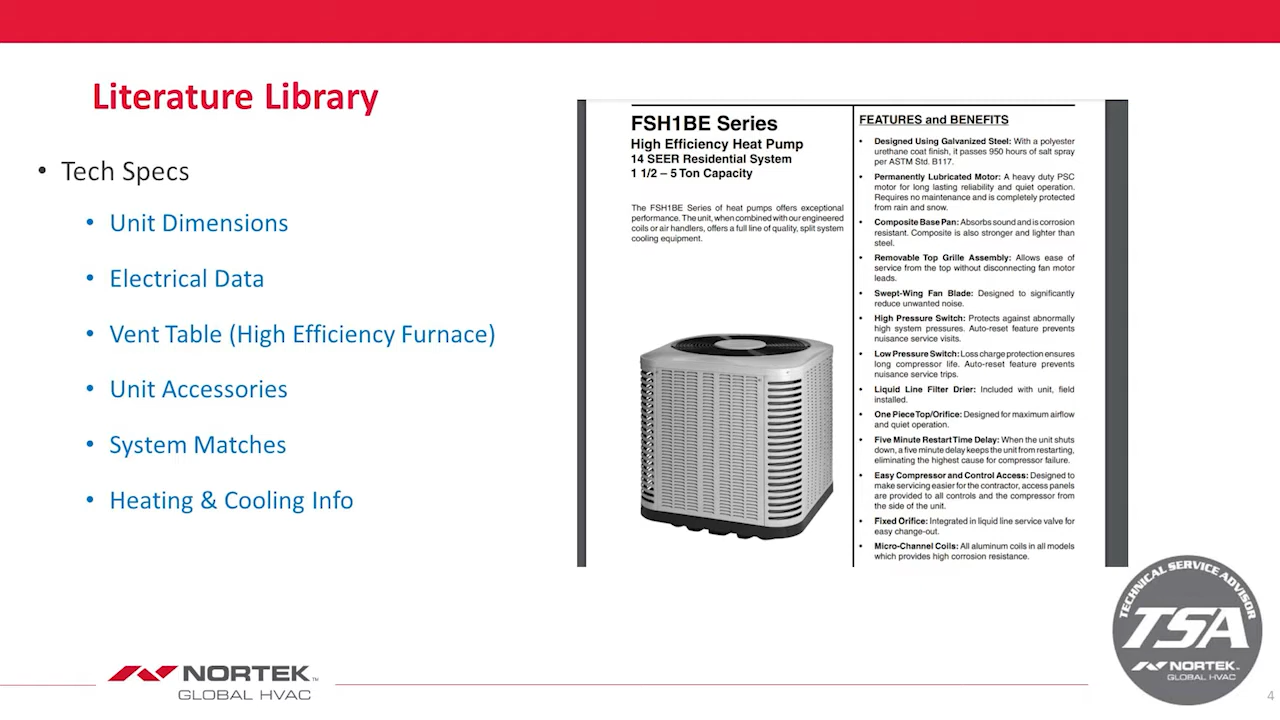 Literature Library
• Tech Specs
• Unit Dimensions
• Electrical Data
• Vent Table (High Efficiency Furnace)
• Unit Accessories
• System Matches
• Heating & Cooling Info
FSH1BE Series
High Efficiency Heat Pump
14 SEER Residential System
1 1/2 – 5 Ton Capacity
The FSH1BE Series of heat pumps offers exceptional
performance. The unit, when combined with our engineered
coils or air handlers, offers a full line of quality, split system
cooling equipment.
FEATURES and BENEFITS
• Designed Using Galvanized Steel: With a polyester
urethane coat finish, it passes 950 hours of salt spray
per ASTM Std. B117.
• Permanently Lubricated Motor: A heavy duty PSC
motor for long lasting reliability and quiet operation.
Requires no maintenance and is completely protected
from rain and snow.
• Composite Base Pan: Absorbs sound and is corrosion
resistant. Composite is also stronger and lighter than
steel.
• Removable Top Grille Assembly: Allows ease of
service from the top without disconnecting fan motor
leads.
• Swept-Wing Fan Blade: Designed to significantly
reduce unwanted noise.
• High Pressure Switch: Protects against abnormally
high system pressures. Auto-reset feature prevents
nuisance service visits.
• Low Pressure Switch: Loss charge protection ensures
long compressor life. Auto-reset feature prevents
nuisance service trips.
• Liquid Line Filter Drier: Included with unit, field
installed.
• One Piece Top/Orifice: Designed for maximum airflow
and quiet operation.
• Five Minute Restart Time Delay: When the unit shuts
down, a five minute delay keeps the unit from restarting,
eliminating the highest cause for compressor failure.
• Easy Compressor and Control Access: Designed to
make servicing easier for the contractor, access panels
are provided to all controls and the compressor from
the side of the unit.
• Fixed Orifice: Integrated in liquid line service valve for
easy change-out.
• Micro-Channel Coils: All aluminum coils in all models
which provides high corrosion resistance.
NORTEK™
GLOBAL HVAC
TECHNICAL SERVICE ADVISOR
TSA
NORTEK™
GLOBAL HVAC
4